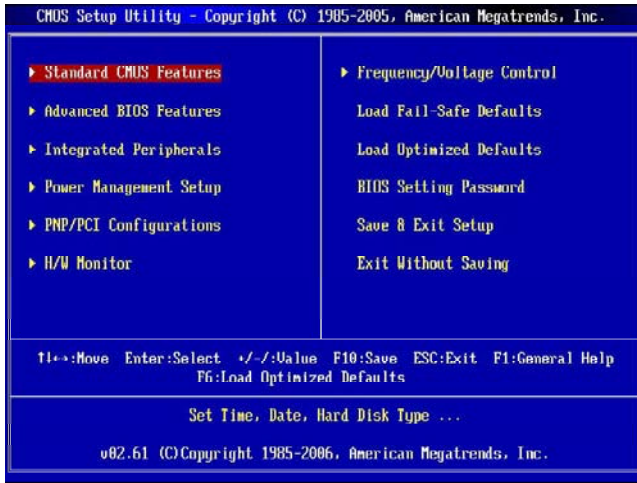 CMOS Setup Utility - Copyright (C) 1985-2005, American Megatrends, Inc.
▶ Standard CMOS Features
▶ Advanced BIOS Features
▶ Integrated Peripherals
▶ Power Management Setup
▶ PNP/PCI Configurations
▶ H/W Monitor
▶ Frequency/Voltage Control
Load Fail-Safe Defaults
Load Optimized Defaults
BIOS Setting Password
Save & Exit Setup
Exit Without Saving
↑↓←→:Move Enter:Select +/-/:Value F10:Save ESC:Exit F1:General Help
F6:Load Optimized Defaults
Set Time, Date, Hard Disk Type ...
v02.61 (C)Copyright 1985-2006, American Megatrends, Inc.